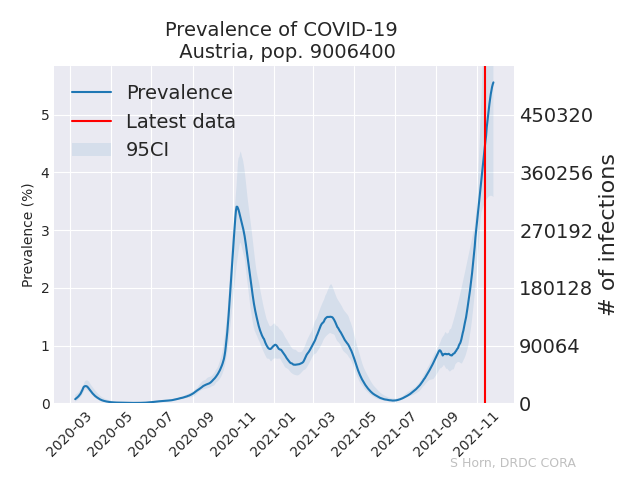 Prevalence of COVID-19
Austria, pop. 9006400
Prevalence
Latest data
95CI
Prevalence (%)
5
4
3
2
1
0
450320
360256
270192
180128
90064
0
# of infections
2020-03
2020-05
2020-07
2020-09
2020-11
2021-01
2021-03
2021-05
2021-07
2021-09
2021-11
S Horn, DRDC CORA